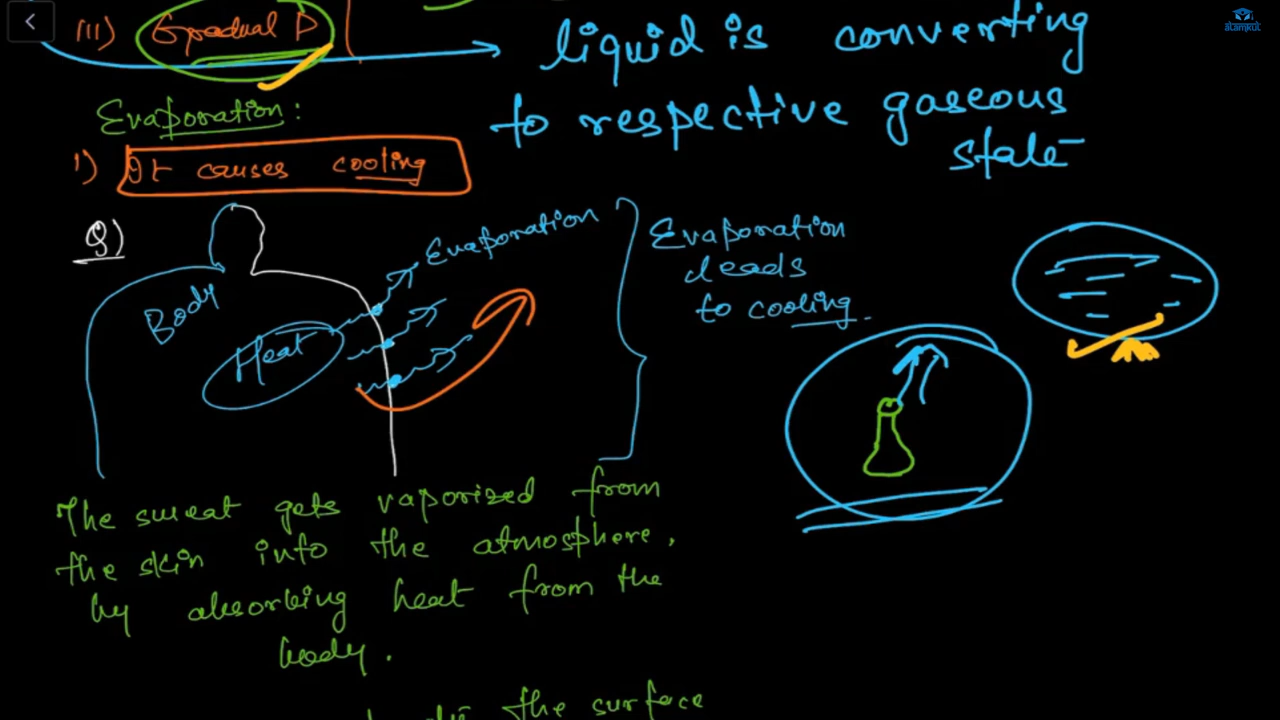 III) Gradual P
liquid is converting
to respective gaseous
state
Evaporation:
1) It causes cooling
Q)
Body
Heat
Evaporation
Evaporation
leads
to cooling.
The sweat gets vaporized from
the skin into the atmosphere,
by absorbing heat from the
body.
the surface
atamkul